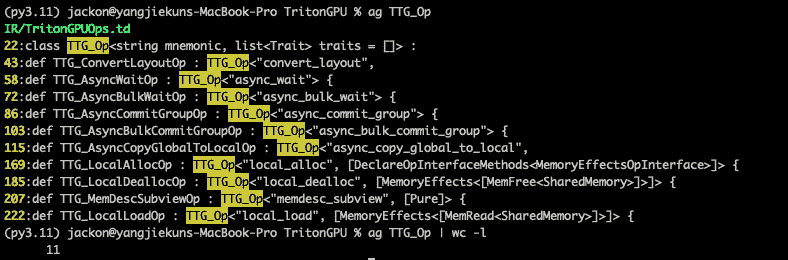 (py3.11) jackon@yangjiekuns-MacBook-Pro TritonGPU % ag TTG_Op
IR/TritonGPUOps.td
22:class TTG_Op<string mnemonic, list<Trait> traits = []> :
43:def TTG_ConvertLayoutOp : TTG_Op<"convert_layout",
58:def TTG_AsyncWaitOp : TTG_Op<"async_wait"> {
72:def TTG_AsyncBulkWaitOp : TTG_Op<"async_bulk_wait"> {
86:def TTG_AsyncCommitGroupOp : TTG_Op<"async_commit_group"> {
103:def TTG_AsyncBulkCommitGroupOp : TTG_Op<"async_bulk_commit_group"> {
115:def TTG_AsyncCopyGlobalToLocalOp : TTG_Op<"async_copy_global_to_local",
169:def TTG_LocalAllocOp : TTG_Op<"local_alloc", [DeclareOpInterfaceMethods<MemoryEffectsOpInterface>]> {
185:def TTG_LocalDeallocOp : TTG_Op<"local_dealloc", [MemoryEffects<[MemFree<SharedMemory>]>]> {
207:def TTG_MemDescSubviewOp : TTG_Op<"memdesc_subview", [Pure]> {
222:def TTG_LocalLoadOp : TTG_Op<"local_load", [MemoryEffects<[MemRead<SharedMemory>]>]> {
(py3.11) jackon@yangjiekuns-MacBook-Pro TritonGPU % ag TTG_Op | wc -l
11